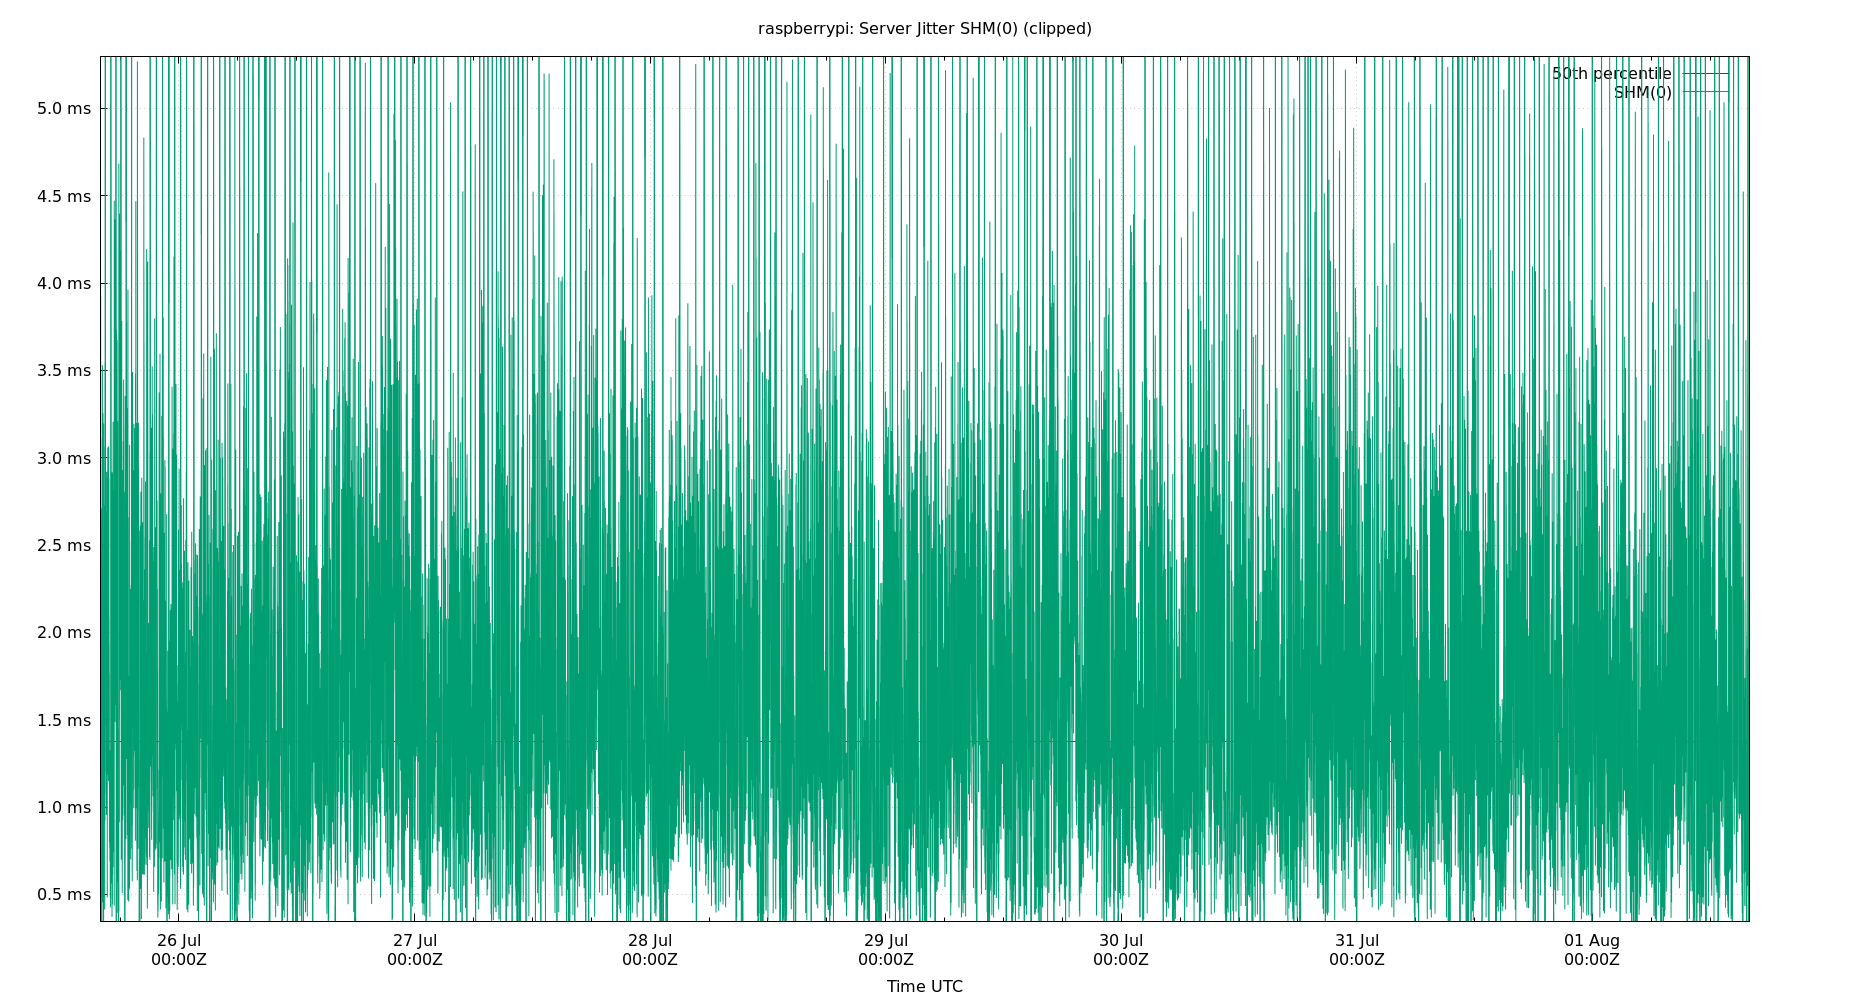 raspberrypi: Server Jitter SHM(0) (clipped)
50th percentile
SHM(0)
5.0 ms
4.5 ms
4.0 ms
3.5 ms
3.0 ms
2.5 ms
2.0 ms
1.5 ms
1.0 ms
0.5 ms
26 Jul 27 Jul 28 Jul 29 Jul 30 Jul 31 Jul 01 Aug
00:00Z 00:00Z 00:00Z 00:00Z 00:00Z 00:00Z 00:00Z
Time UTC